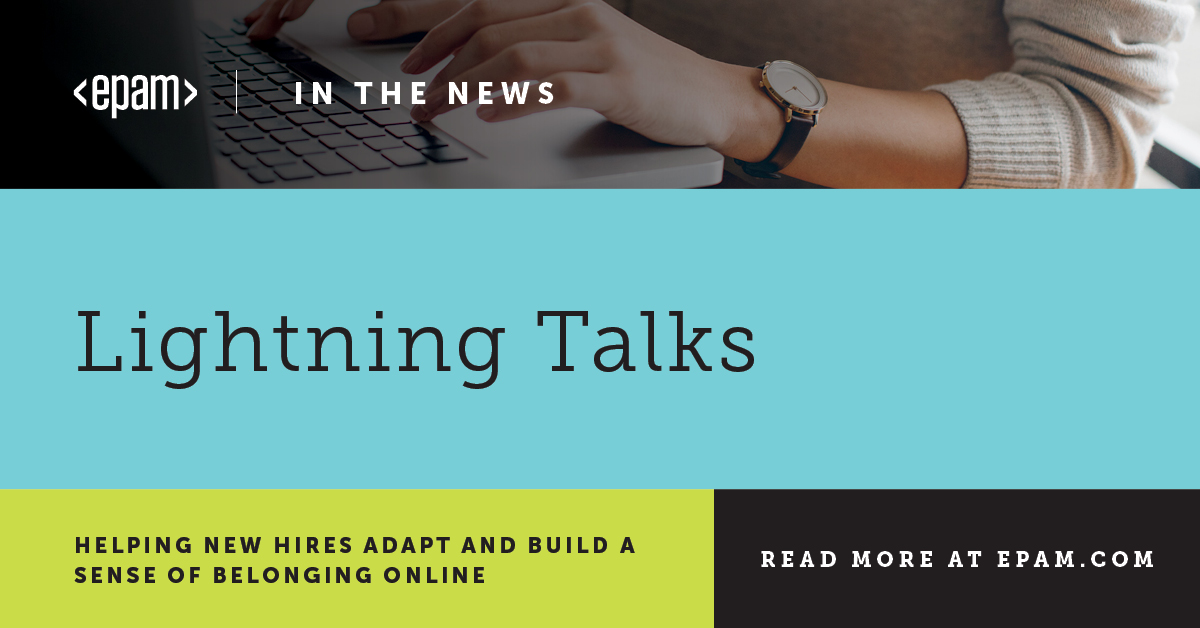 <epam>
IN THE NEWS
Lightning Talks
HELPING NEW HIRES ADAPT AND BUILD A
SENSE OF BELONGING ONLINE
READ MORE AT EPAM.COM